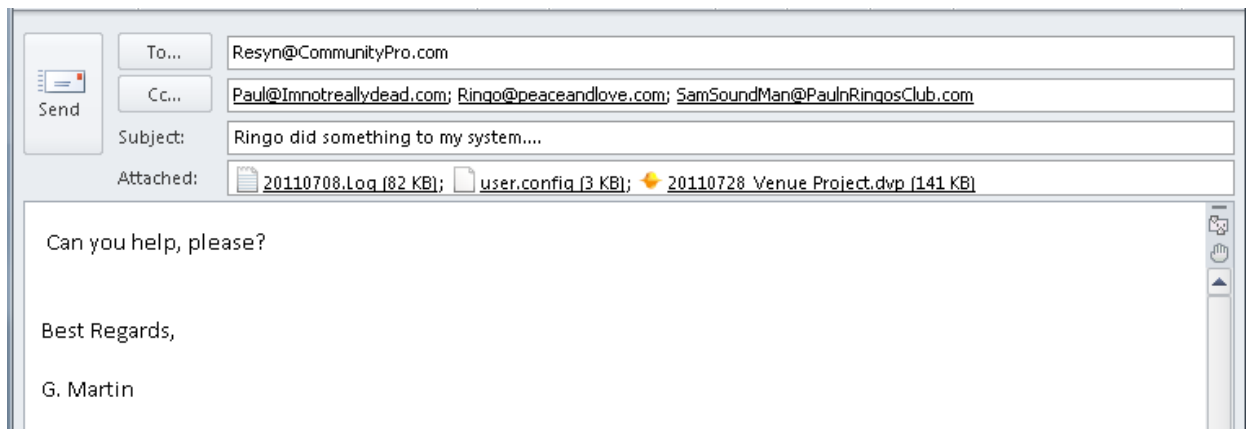 To...
Resyn@CommunityPro.com
Send
Cc...
Paul@Imnotreallydead.com; Ringo@peaceandlove.com; SamSoundMan@PaulnRingosClub.com
Subject:
Ringo did something to my system....
Attached:
20110708.Log (82 KB); user.config (3 KB); 20110728 Venue Project.dvp (141 KB)
Can you help, please?
Best Regards,
G. Martin